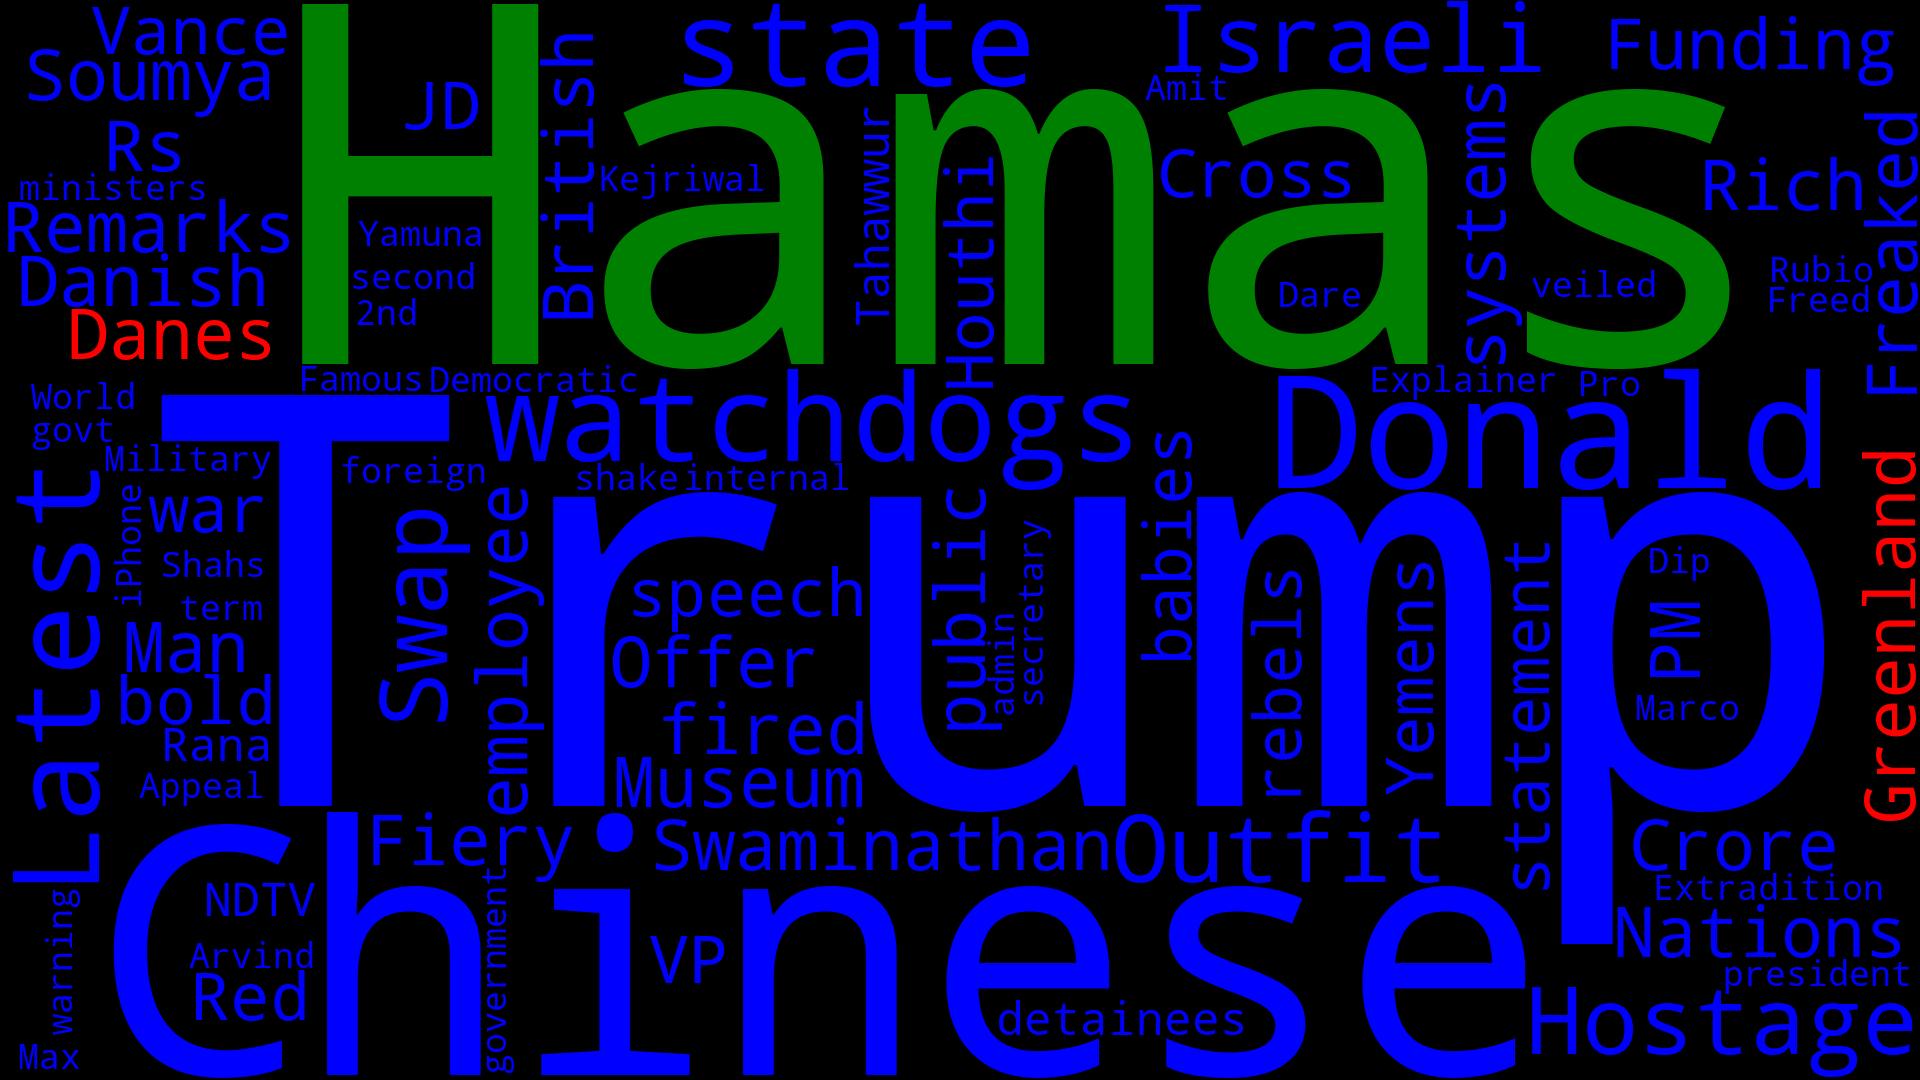 Vance
Soumya
JD
Rs
ministers
Remarks
Danish
Danes
Hamas
Yamuna
second
2nd
British
Kejriwal
state
Tahawwur
Houthi
Israeli
Amit
Cross
Dare
systems
veiled
Funding
Rich
Rubio
Freed
Freaked
World
govt
Military
Famous
Democratic
watchdogs
Explainer
Pro
Donald
Latest
iPhone
war
Shahs
term
Man
bold
Rana
Appeal
Trump
foreign
shake
internal
Swap
employee
speech
Offer
fired
Museum
public
admin
secretary
babies
rebels
Yemens
statement
Dip
PM
Marco
Greenland
Fiery
Swaminathan
Outfit
Crore
Extradition
Nations
president
Hostage
Chinese
NDTV
Arvind
Red
government
VP
detainees
warning
Max